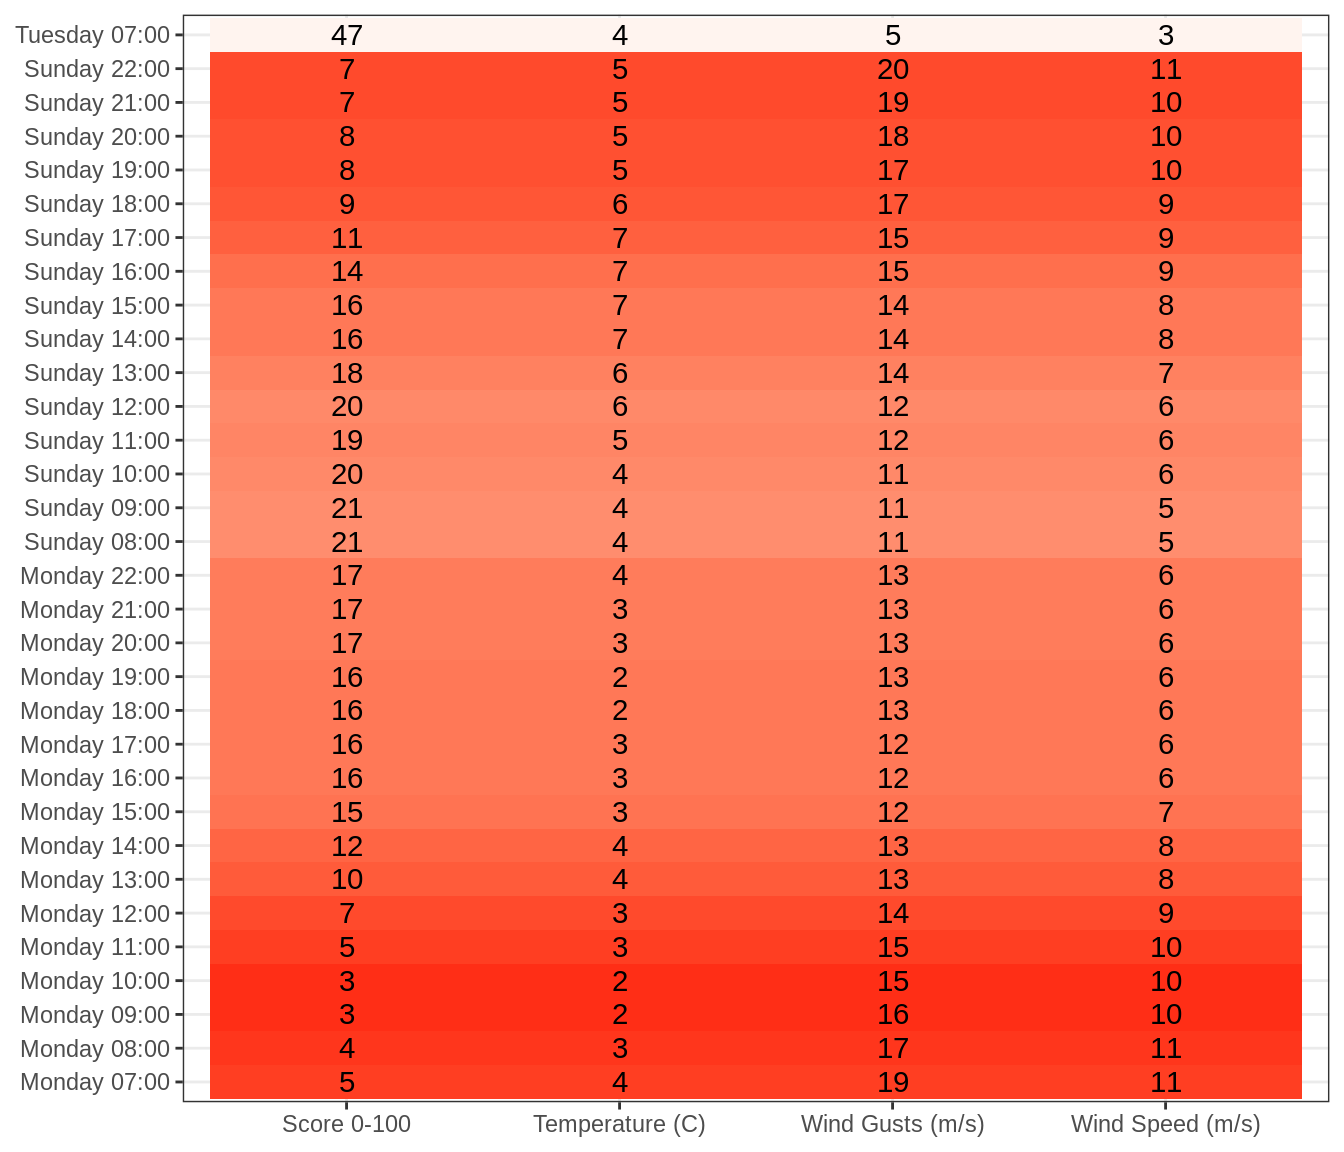 Tuesday 07:00 47 4 5 3
Sunday 22:00 7 5 20 11
Sunday 21:00 7 5 19 10
Sunday 20:00 8 5 18 10
Sunday 19:00 8 5 17 10
Sunday 18:00 9 6 17 9
Sunday 17:00 11 7 15 9
Sunday 16:00 14 7 15 9
Sunday 15:00 16 7 14 8
Sunday 14:00 16 7 14 8
Sunday 13:00 18 6 14 7
Sunday 12:00 20 6 12 6
Sunday 11:00 19 5 12 6
Sunday 10:00 20 4 11 6
Sunday 09:00 21 4 11 5
Sunday 08:00 21 4 11 5
Monday 22:00 17 4 13 6
Monday 21:00 17 3 13 6
Monday 20:00 17 3 13 6
Monday 19:00 16 2 13 6
Monday 18:00 16 2 13 6
Monday 17:00 16 3 12 6
Monday 16:00 16 3 12 6
Monday 15:00 15 3 12 7
Monday 14:00 12 4 13 8
Monday 13:00 10 4 13 8
Monday 12:00 7 3 14 9
Monday 11:00 5 3 15 10
Monday 10:00 3 2 15 10
Monday 09:00 3 2 16 10
Monday 08:00 4 3 17 11
Monday 07:00 5 4 19 11
Score 0-100 Temperature (C) Wind Gusts (m/s) Wind Speed (m/s)